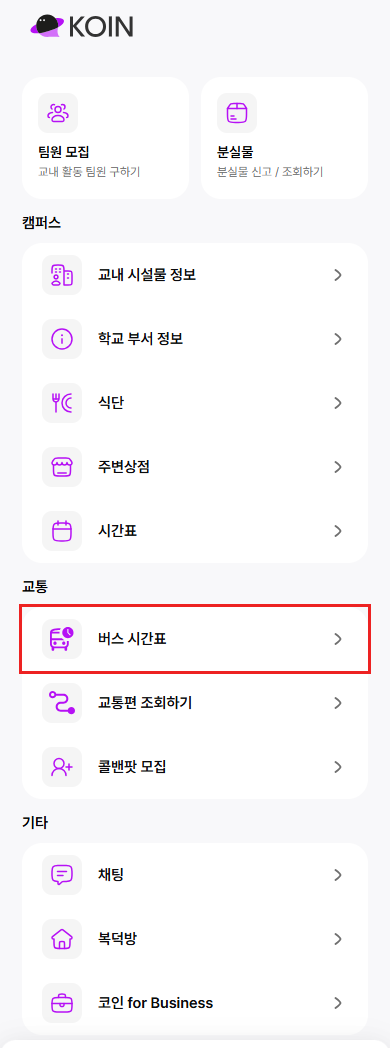 KOIN
팀원 모집
교내 활동 팀원 구하기
분실물
분실물 신고 / 조회하기
캠퍼스
교내 시설물 정보
학교 부서 정보
식단
주변상점
시간표
교통
버스 시간표
교통편 조회하기
콜밴팟 모집
기타
채팅
복덕방
코인 for Business